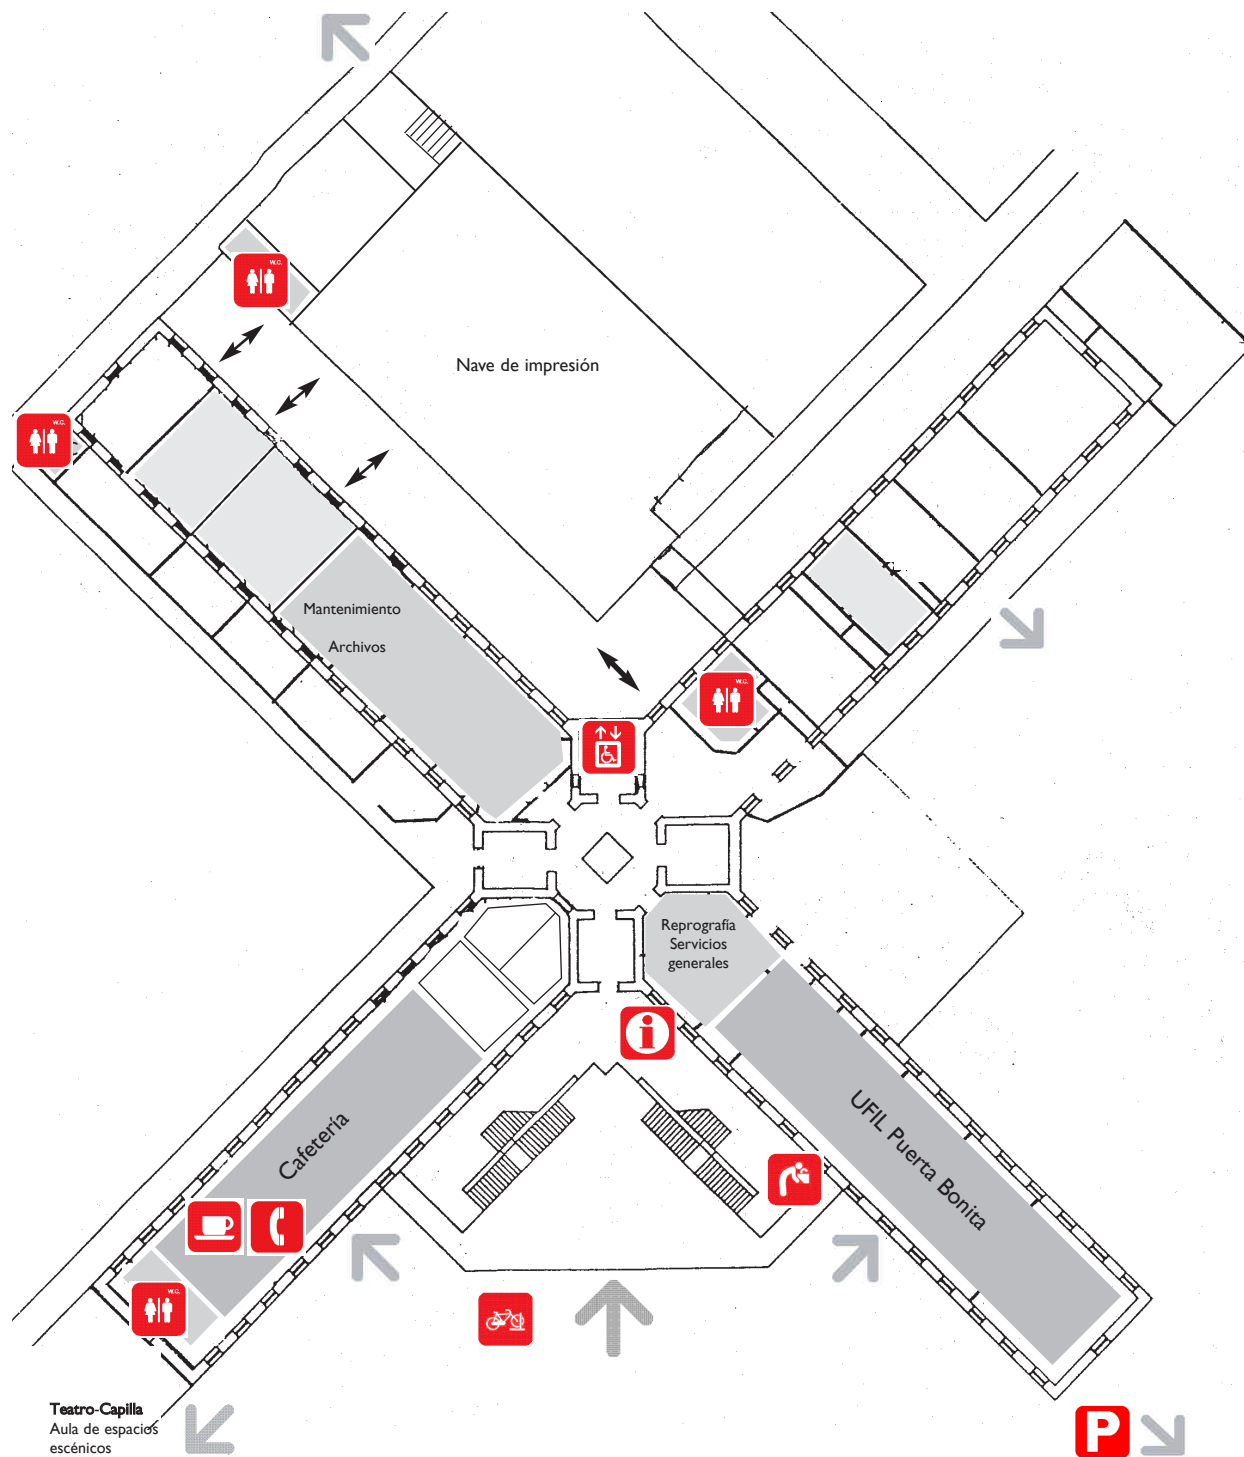 W.C.
Nave de impresión
W.C.
Mantenimiento
Archivos
W.C.
Reprografía
Servicios
generales
i
UFIL Puerta Bonita
Cafetería
W.C.
Teatro-Capilla
Aula de espacios
escénicos
P